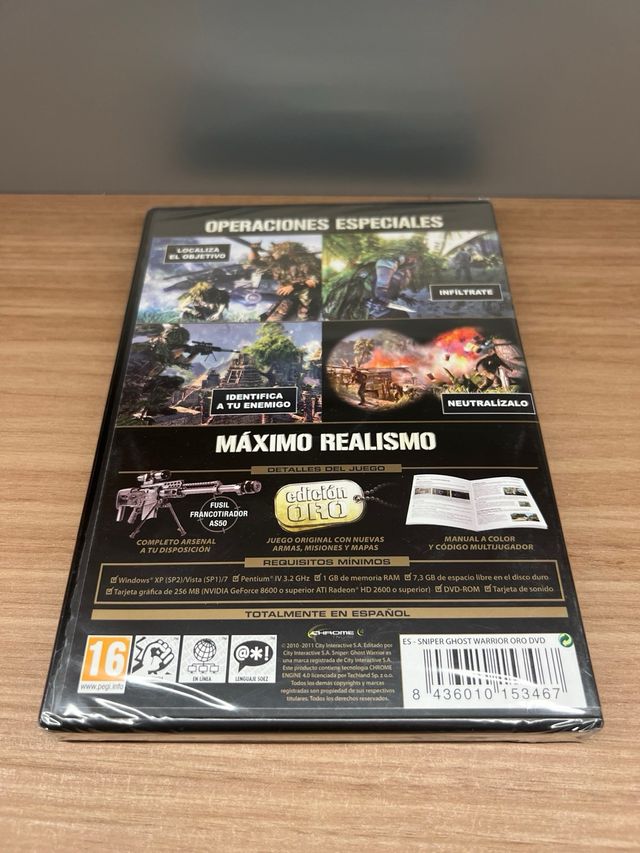 OPERACIONES ESPECIALES
LOCALIZA
EL OBJETIVO
INFÍLTRATE
IDENTIFICA
A TU ENEMIGO
NEUTRALÍZALO
MÁXIMO REALISMO
DETALLES DEL JUEGO
FUSIL
FRANCOTIRADOR
AS50
COMPLETO ARSENAL
A TU DISPOSICIÓN
edición
ORO
JUEGO ORIGINAL CON NUEVAS
ARMAS, MISIONES Y MAPAS
MANUAL A COLOR
Y CÓDIGO MULTIJUGADOR
REQUISITOS MÍNIMOS
Windows® XP (SP2)/Vista (SP1)/7 Pentium® IV 3.2 GHz 1 GB de memoria RAM 7,3 GB de espacio libre en el disco duro
Tarjeta gráfica de 256 MB (NVIDIA GeForce 8600 o superior ATI Radeon® HD 2600 o superior) DVD-ROM Tarjeta de sonido
TOTALMENTE EN ESPAÑOL
16
www.pegi.info
EN LÍNEA
@*!
LENGUAJE SOEZ
CHROME
© 2010 -2011 City Interactive S.A. Editado por
City Interactive S.A. Sniper: Ghost Warrior es
una marca registrada de City Interactive S.A.
Este producto contiene tecnología CHROME
ENGINE 4.0 licenciada por Techland Sp. z o.o.
Todos los demás copyrights y marcas
registradas son propiedad de sus respectivos
titulares. Todos los derechos reservados.
ES - SNIPER GHOST WARRIOR ORO DVD
8 436010 153467